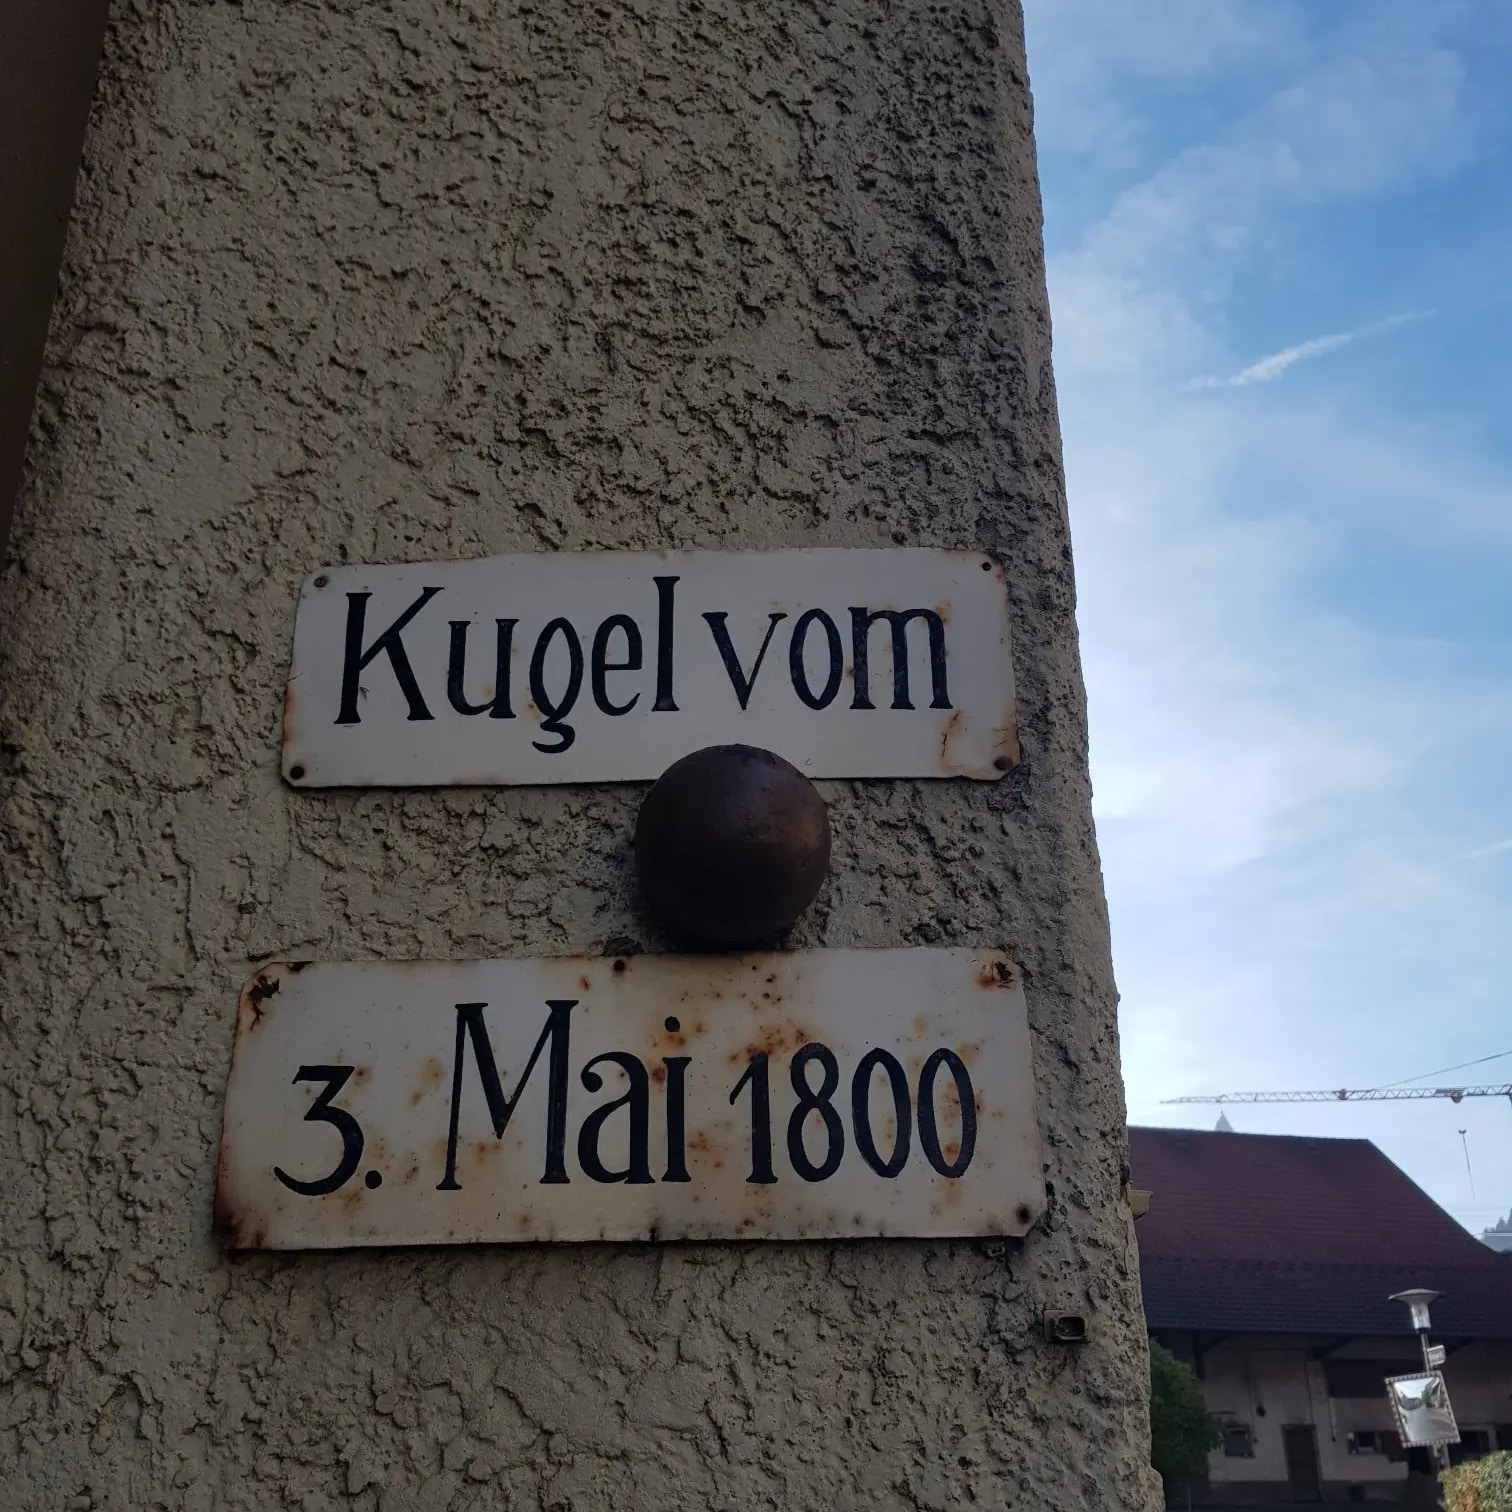 Kugel vom
3. Mai 1800